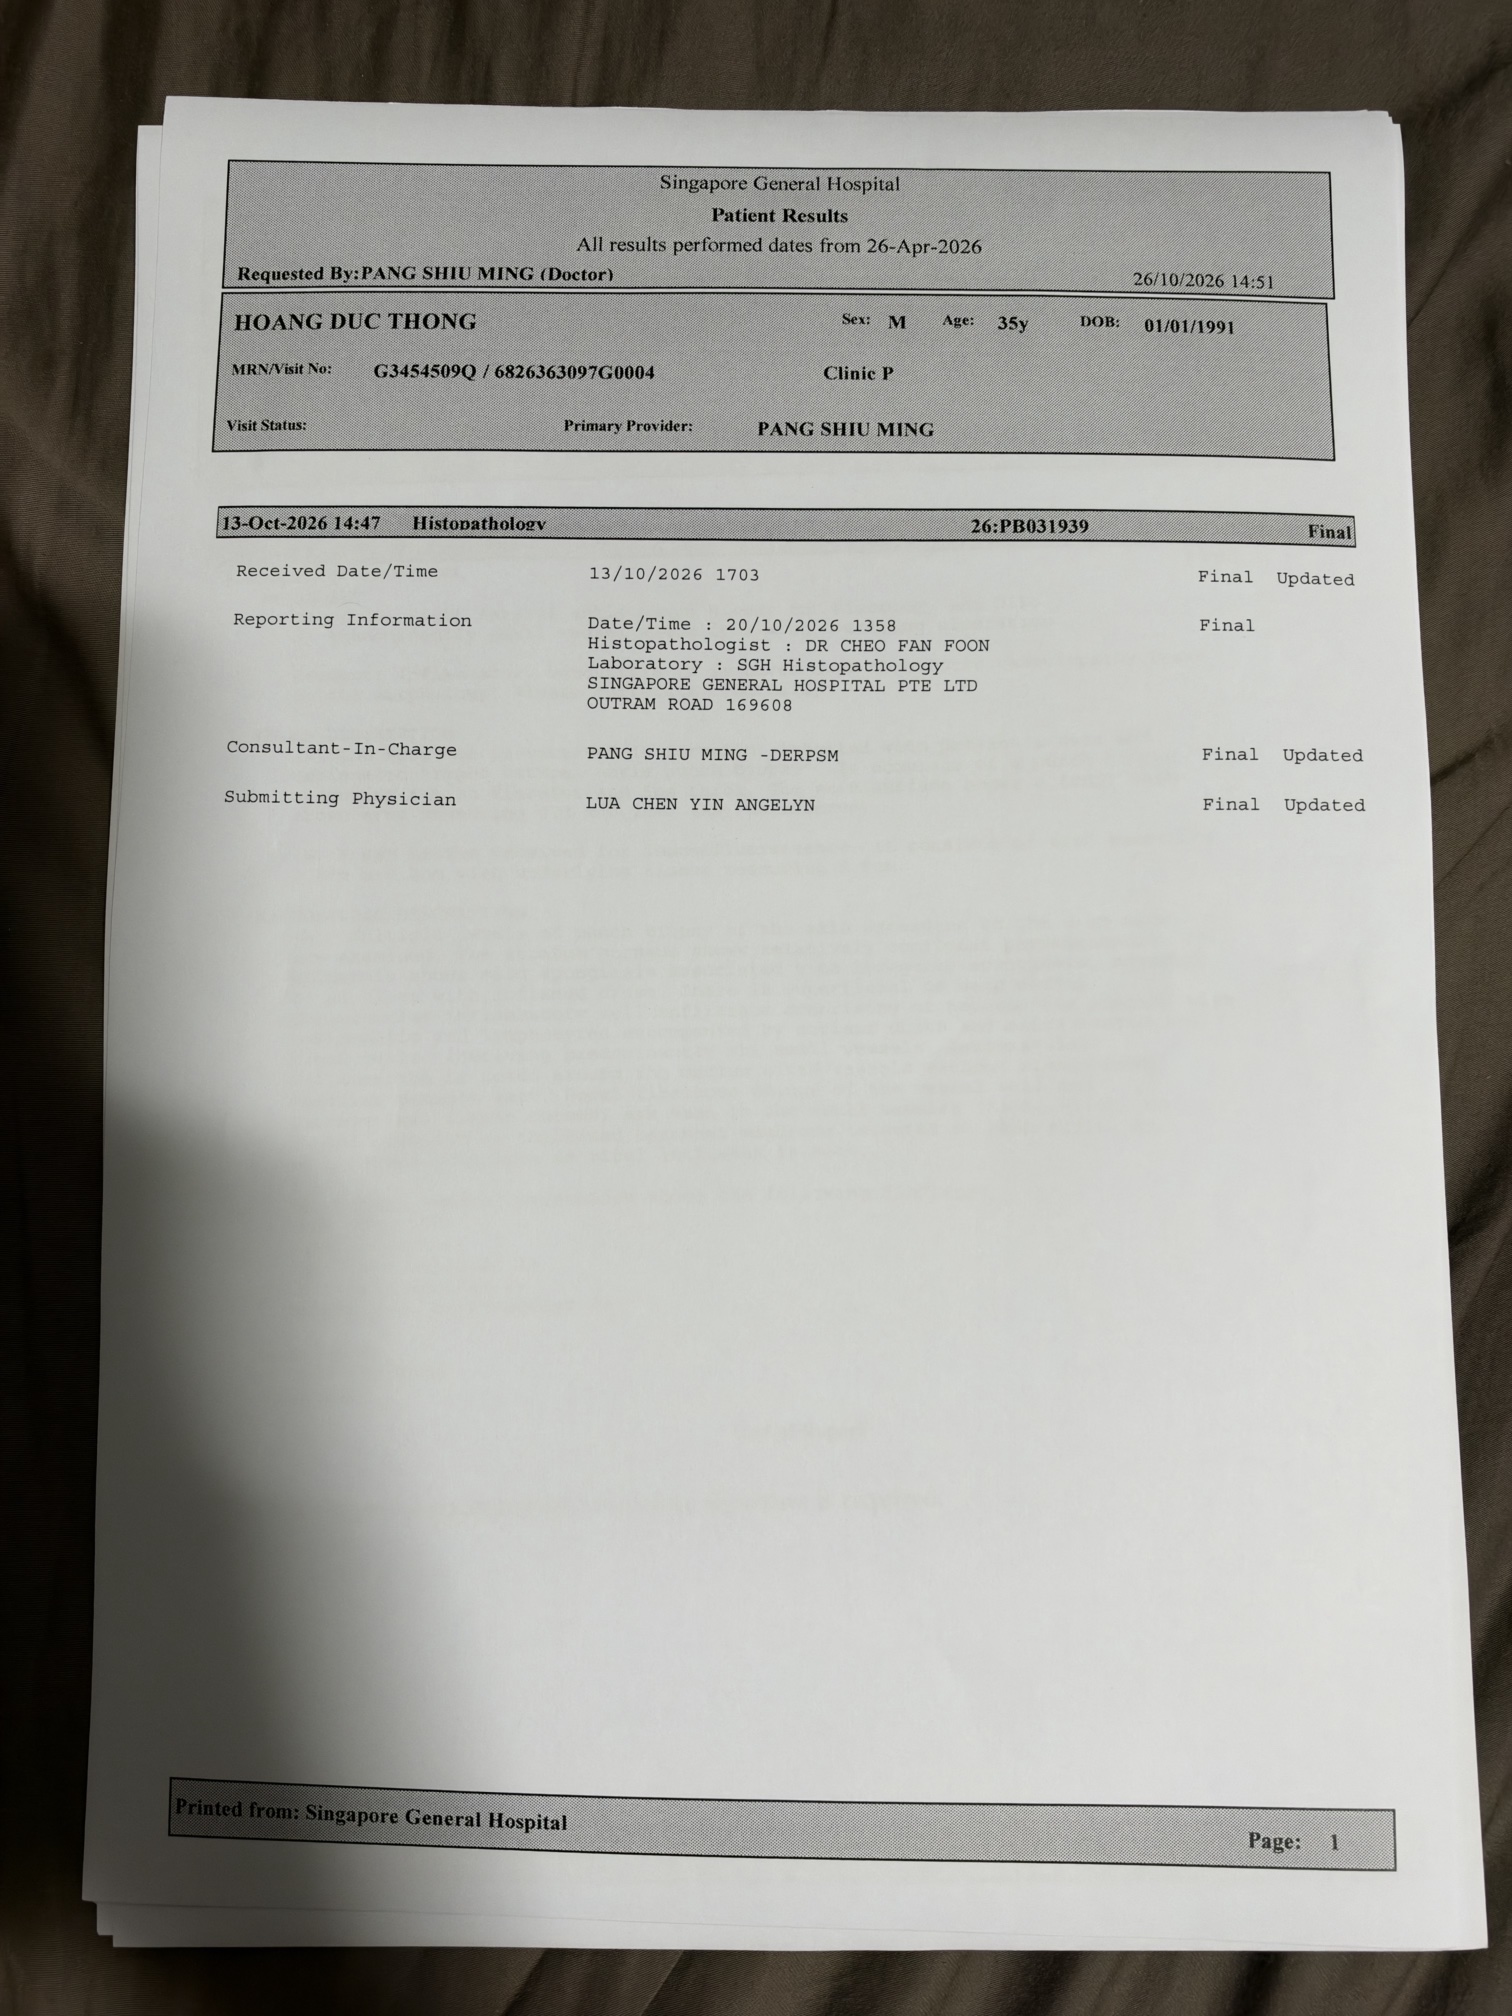 Singapore General Hospital
Patient Results
All results performed dates from 26-Apr-2026
Requested By:PANG SHIU MING (Doctor) 26/10/2026 14:51
HOANG DUC THONG Sex: M Age: 35y DOB: 01/01/1991
MRN/Visit No: G3454509Q / 6826363097G0004 Clinic P
Visit Status: Primary Provider: PANG SHIU MING
13-Oct-2026 14:47 Histopathology 26:PB031939 Final
Received Date/Time 13/10/2026 1703 Final Updated
Reporting Information Date/Time : 20/10/2026 1358 Final
Histopathologist : DR CHEO FAN FOON
Laboratory : SGH Histopathology
SINGAPORE GENERAL HOSPITAL PTE LTD
OUTRAM ROAD 169608
Consultant-In-Charge PANG SHIU MING -DERPSM Final Updated
Submitting Physician LUA CHEN YIN ANGELYN Final Updated
Printed from: Singapore General Hospital
Page: 1